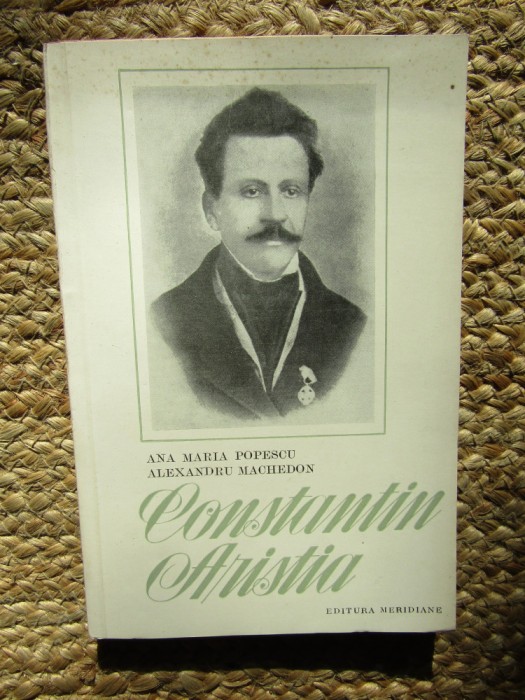 ANA MARIA POPESCU
ALEXANDRU MACHEDON
Constantin
Aristia
EDITURA MERIDIANE